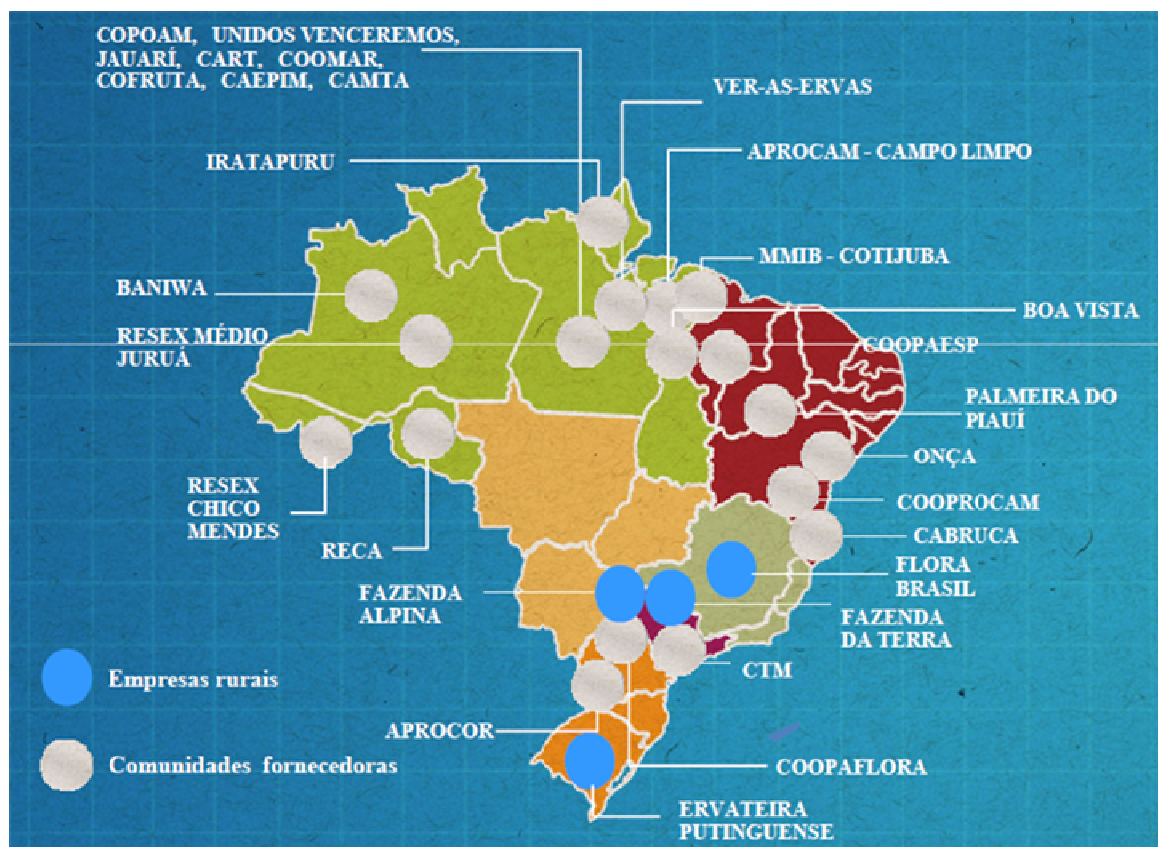 COPOAM, UNIDOS VENCEREMOS,
JAUARÍ, CART, COOMAR,
COFRUTA, CAEPIM, CAMTA
VER-AS-ERVAS
IRATAPURU
APROCAM - CAMPO LIMPO
MMIB - COTIJUBA
BANIWA
BOA VISTA
RESEX MÉDIO
JURUÁ
COOPAESP
PALMEIRA DO
PIAUÍ
ONÇA
RESEX
CHICO
MENDES
COOPROCAM
RECA
CABRUCA
FLORA
BRASIL
FAZENDA
ALPINA
FAZENDA
DA TERRA
CTM
Empresas rurais
APROCOR
Comunidades fornecedoras
COOPAFLORA
ERVATEIRA
PUTINGUENSE